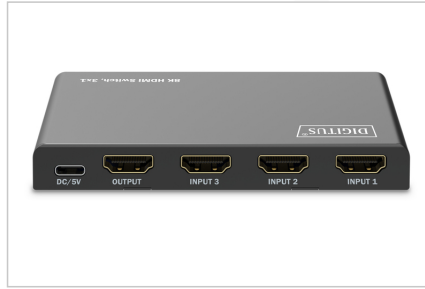 8K HDMI Switch, 3x1
DIGITUS®
DC/5V OUTPUT INPUT 3 INPUT 2 INPUT 1